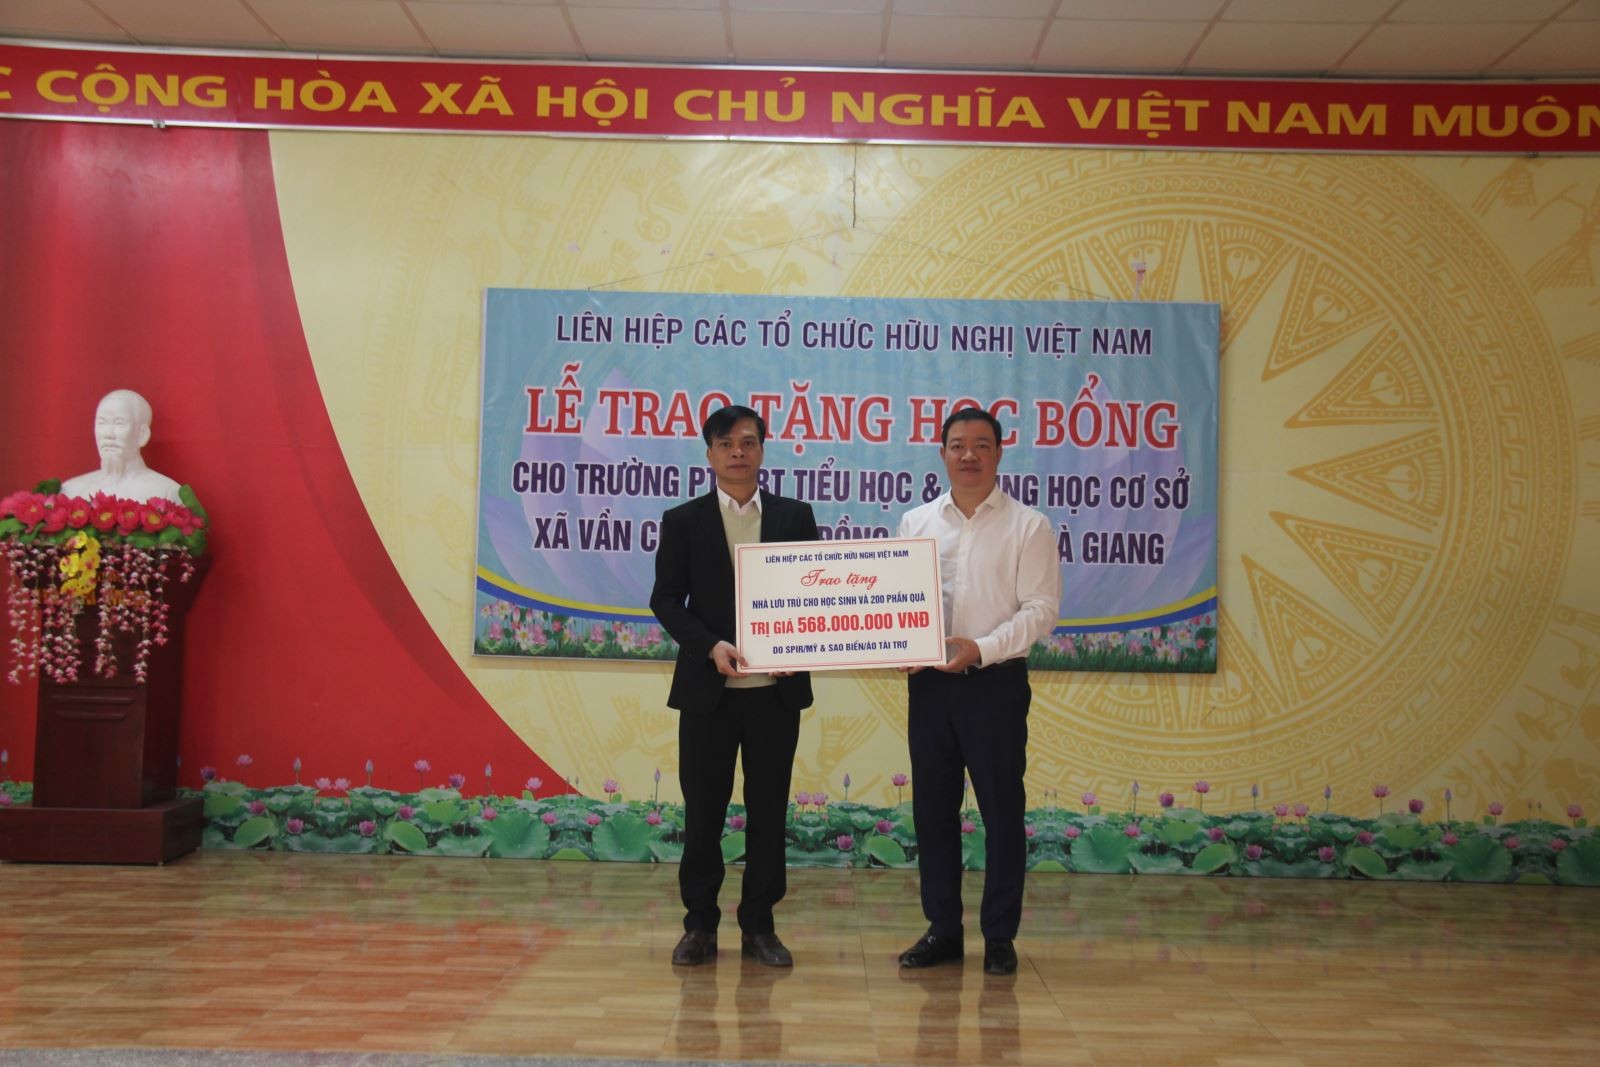 CỘNG HÒA XÃ HỘI CHỦ NGHĨA VIỆT NAM MUÔN
LIÊN HIỆP CÁC TỔ CHỨC HỮU NGHỊ VIỆT NAM
LỄ TRAO TẶNG HỌC BỔNG
CHO TRƯỜNG TIỂU HỌC & HỌC CƠ SỞ
XÃ VẦN GIANG
LIÊN HIỆP CÁC TỔ CHỨC HỮU NGHỊ VIỆT NAM
Trao tặng
NHÀ LƯU TRÚ CHO HỌC SINH VÀ 200 PHẦN QUÀ
TRỊ GIÁ 568.000.000 VNĐ
DO SPIR/MỸ & SAO BIỂN/ÁO TÀI TRỢ